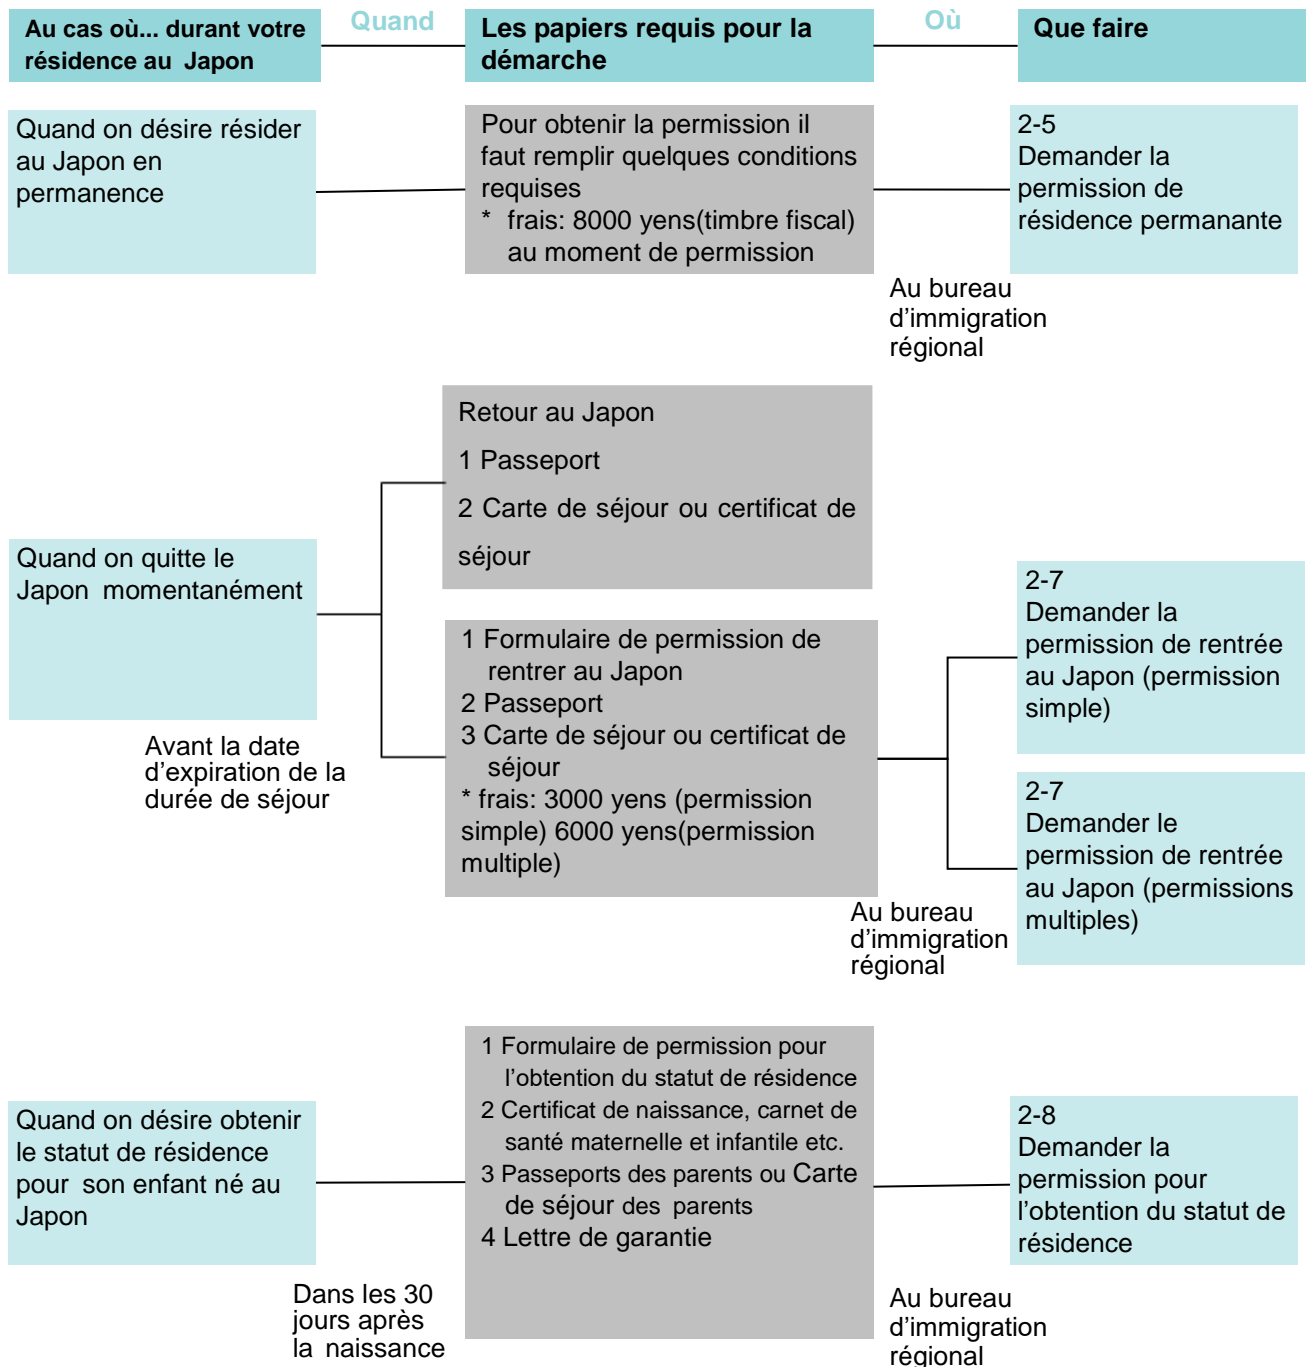 Au cas où... durant votre
résidence au Japon
Quand
Les papiers requis pour la
démarche
Où
Que faire
Quand on désire résider
au Japon en
permanence
Pour obtenir la permission il
faut remplir quelques conditions
requises
* frais: 8000 yens(timbre fiscal)
au moment de permission
Au bureau
d’immigration
régional
2-5
Demander la
permission de
résidence permanante
Quand on quitte le
Japon momentanément
Avant la date
d’expiration de la
durée de séjour
Retour au Japon
1 Passeport
2 Carte de séjour ou certificat de
séjour
1 Formulaire de permission de
rentrer au Japon
2 Passeport
3 Carte de séjour ou certificat de
séjour
* frais: 3000 yens (permission
simple) 6000 yens(permission
multiple)
Au bureau
d’immigration
régional
2-7
Demander la
permission de rentrée
au Japon (permission
simple)
2-7
Demander le
permission de rentrée
au Japon (permissions
multiples)
Quand on désire obtenir
le statut de résidence
pour son enfant né au
Japon
Dans les 30
jours après
la naissance
1 Formulaire de permission pour
l’obtention du statut de résidence
2 Certificat de naissance, carnet de
santé maternelle et infantile etc.
3 Passeports des parents ou Carte
de séjour des parents
4 Lettre de garantie
Au bureau
d’immigration
régional
2-8
Demander la
permission pour
l’obtention du statut de
résidence